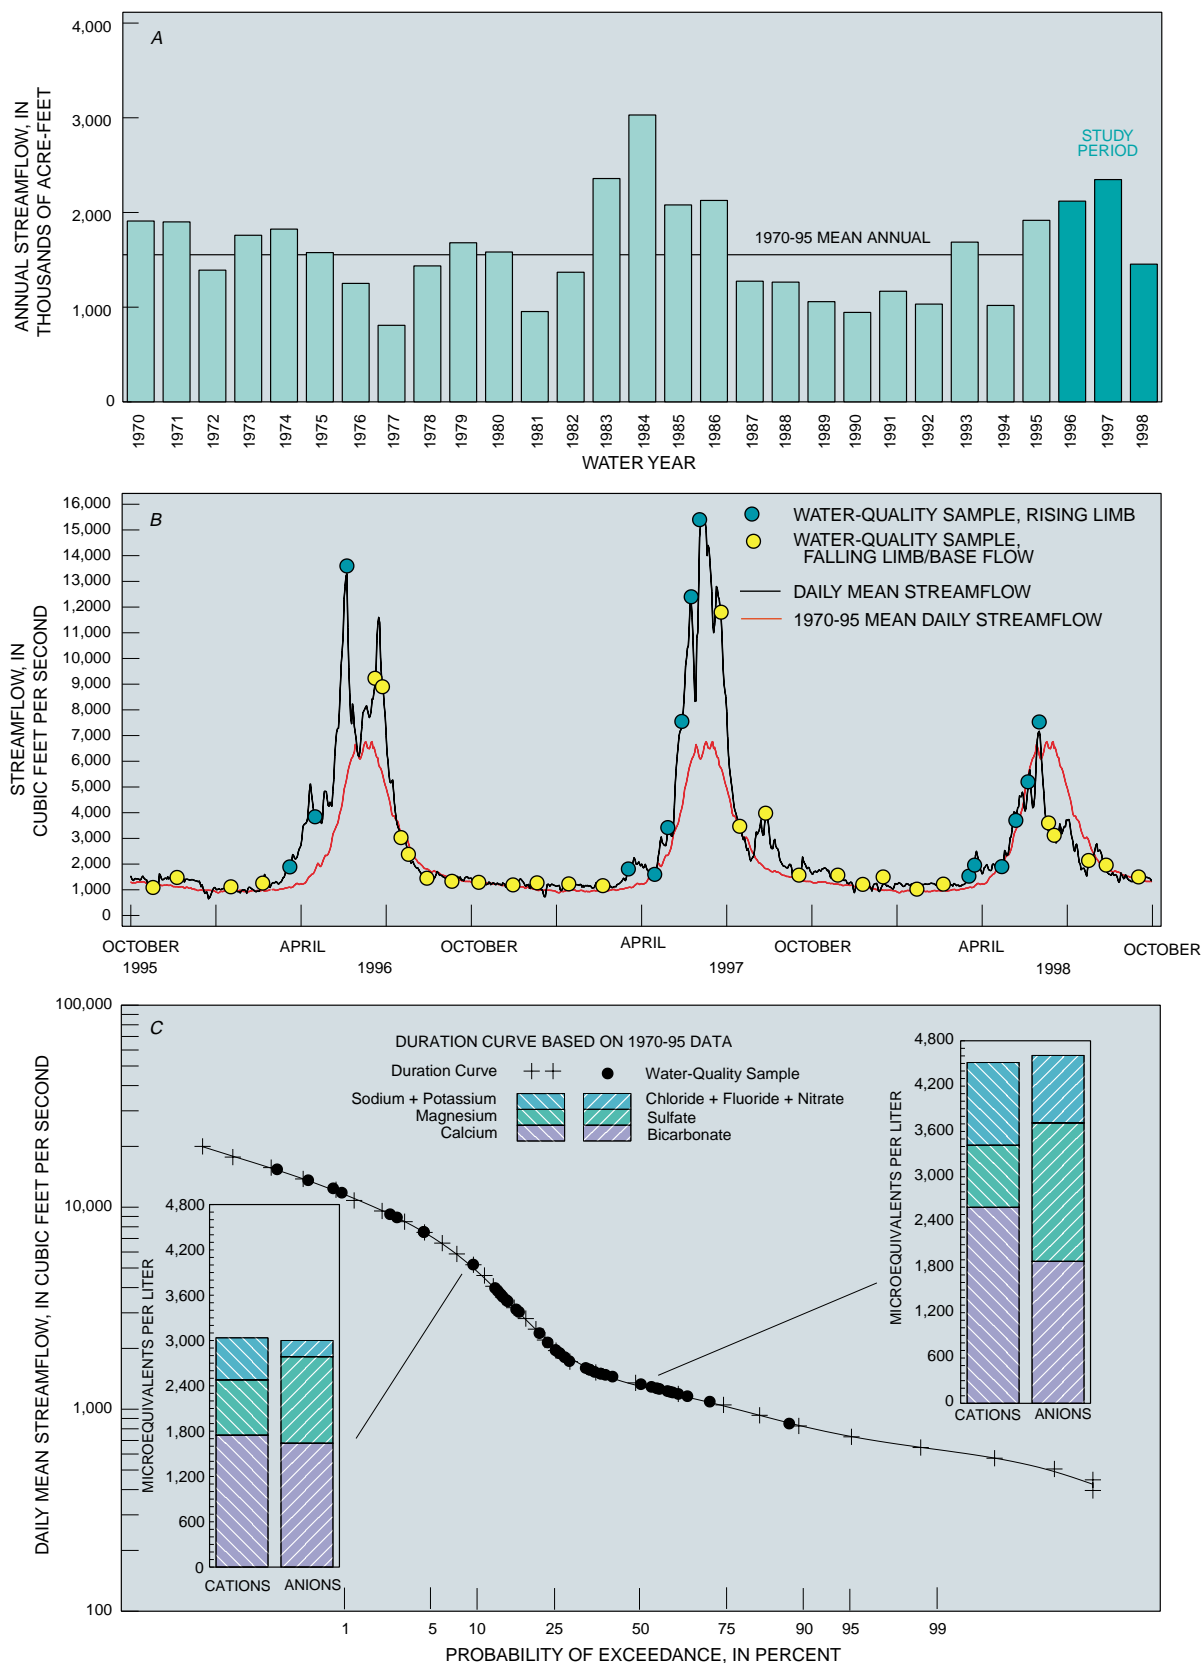 A
ANNUAL STREAMFLOW, IN
THOUSANDS OF ACRE-FEET
4,000
3,000
2,000
1,000
0
STUDY
PERIOD
1970-95 MEAN ANNUAL
1970
1971
1972
1973
1974
1975
1976
1977
1978
1979
1980
1981
1982
1983
1984
1985
1986
1987
1988
1989
1990
1991
1992
1993
1994
1995
1996
1997
1998
WATER YEAR
B
STREAMFLOW, IN
CUBIC FEET PER SECOND
16,000
15,000
14,000
13,000
12,000
11,000
10,000
9,000
8,000
7,000
6,000
5,000
4,000
3,000
2,000
1,000
0
WATER-QUALITY SAMPLE, RISING LIMB
WATER-QUALITY SAMPLE,
FALLING LIMB/BASE FLOW
DAILY MEAN STREAMFLOW
1970-95 MEAN DAILY STREAMFLOW
OCTOBER
APRIL
OCTOBER
APRIL
OCTOBER
APRIL
OCTOBER
1995
1996
1997
1998
C
DAILY MEAN STREAMFLOW, IN CUBIC FEET PER SECOND
100,000
10,000
1,000
100
DURATION CURVE BASED ON 1970-95 DATA
Duration Curve
Water-Quality Sample
Sodium + Potassium
Chloride + Fluoride + Nitrate
Magnesium
Sulfate
Calcium
Bicarbonate
MICROEQUIVALENTS PER LITER
4,800
4,200
3,600
3,000
2,400
1,800
1,200
600
0
CATIONS
ANIONS
MICROEQUIVALENTS PER LITER
4,800
4,200
3,600
3,000
2,400
1,800
1,200
600
0
CATIONS
ANIONS
1
5
10
25
50
75
90
95
99
PROBABILITY OF EXCEEDANCE, IN PERCENT